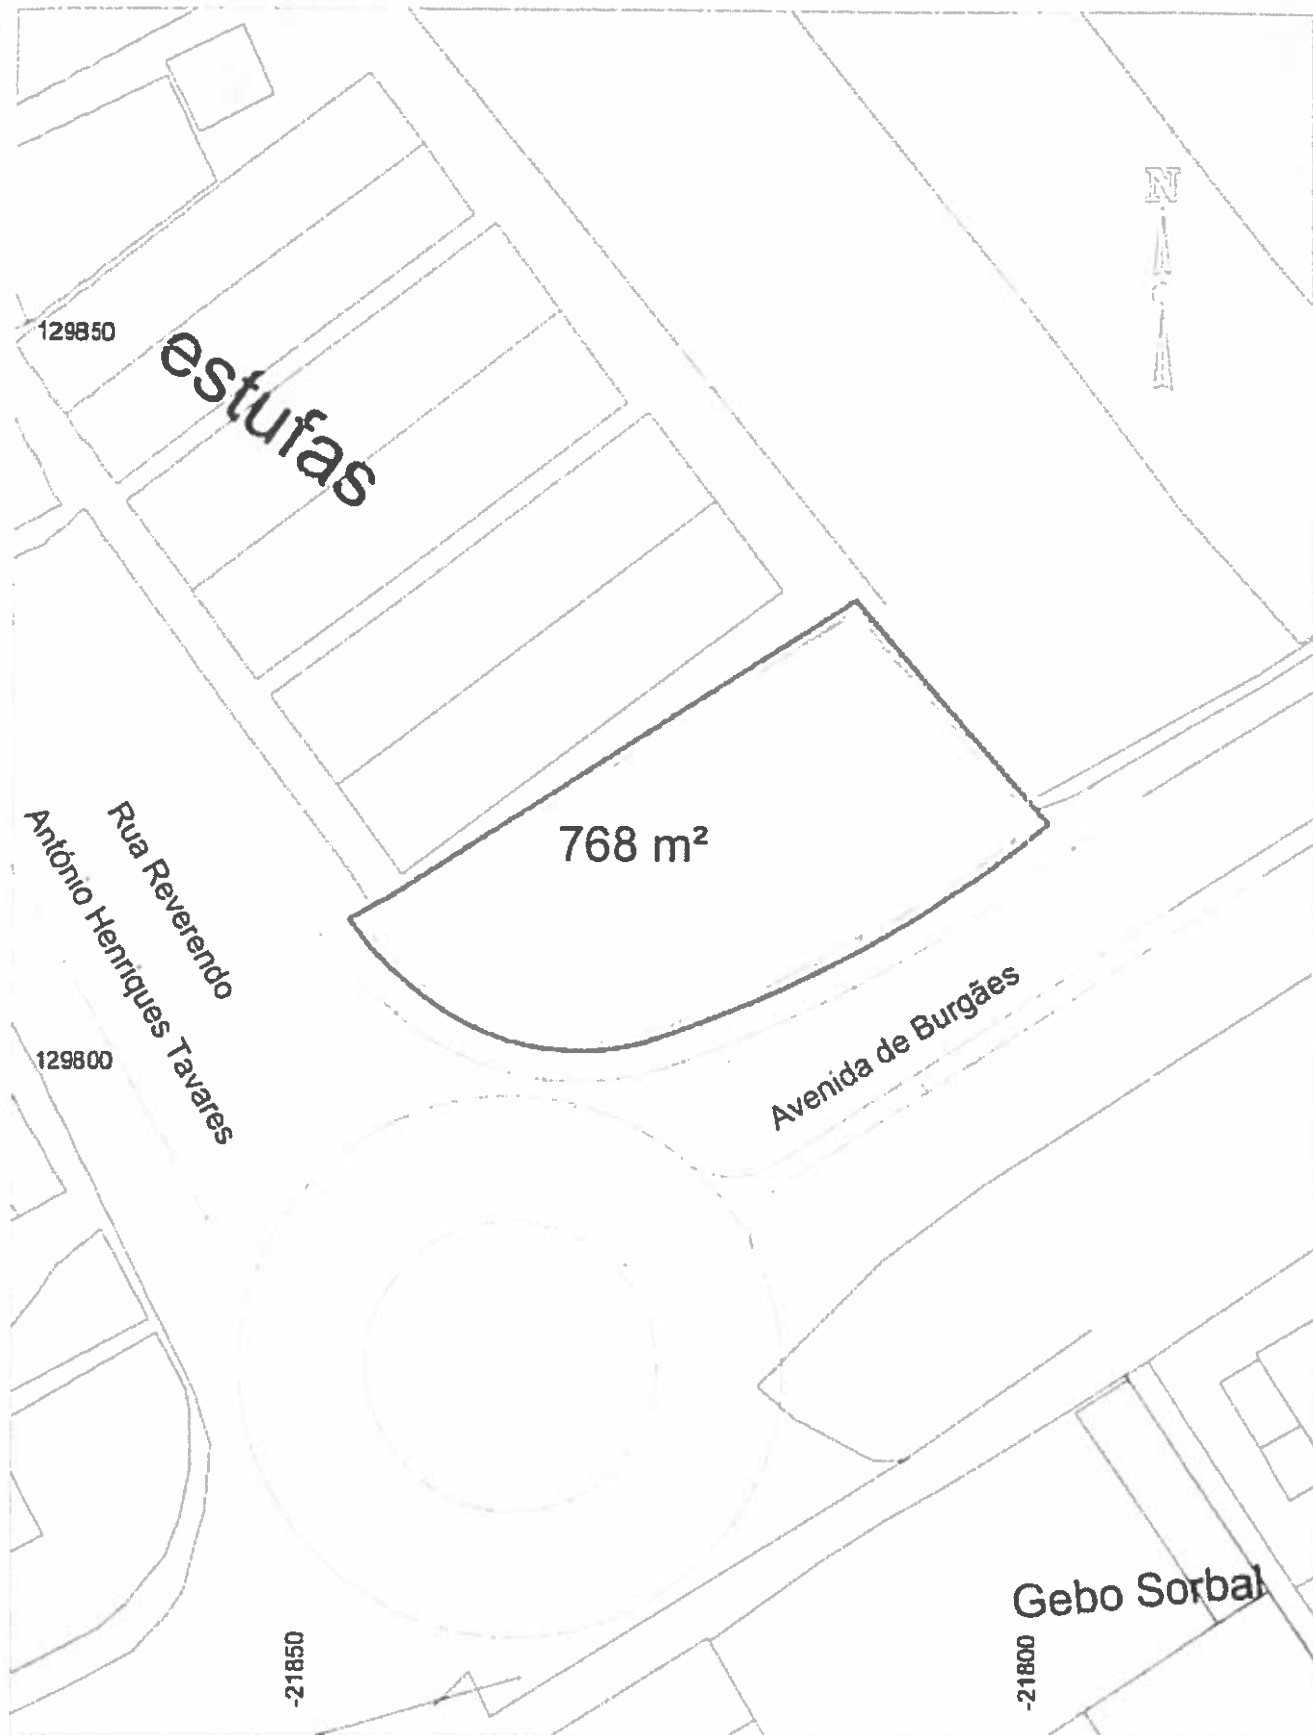 N
129850
estufas
768 m²
Rua Reverendo
António Henriques Tavares
Avenida de Burgães
129800
Gebo Sorbal
-21850
-21800